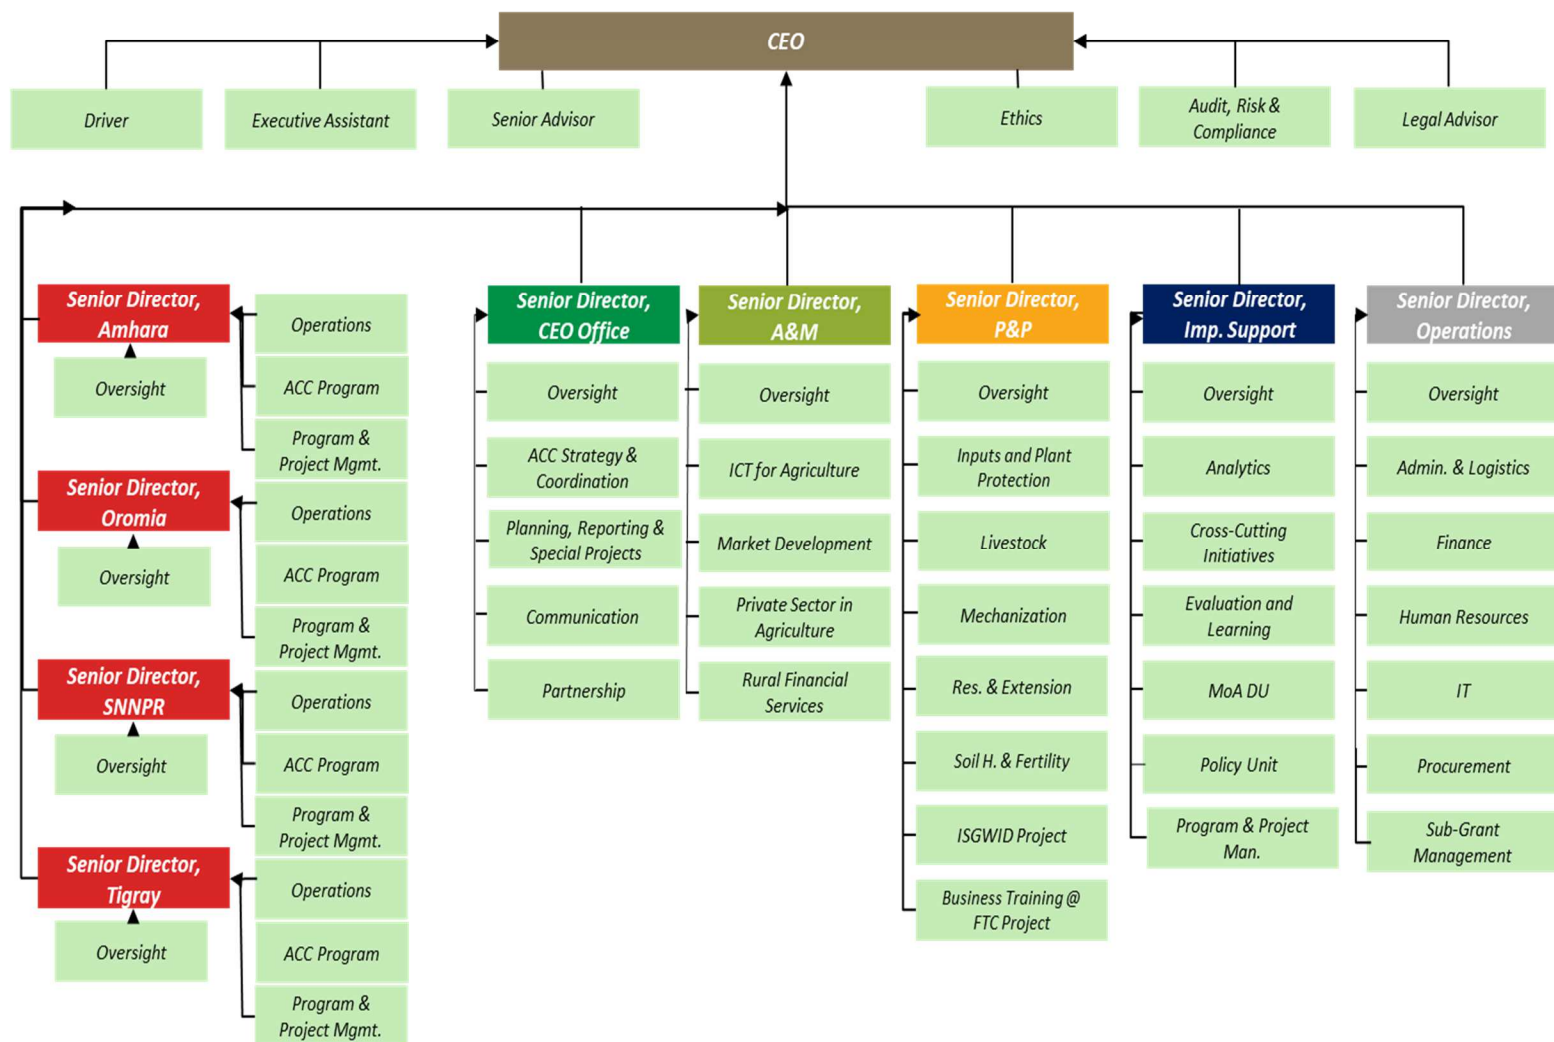 CEO
Driver
Executive Assistant
Senior Advisor
Ethics
Audit, Risk &
Compliance
Legal Advisor
Senior Director,
Amhara
Oversight
Operations
ACC Program
Program &
Project Mgmt.
Senior Director,
Oromia
Oversight
Operations
ACC Program
Program &
Project Mgmt.
Senior Director,
SNNPR
Oversight
Operations
ACC Program
Program &
Project Mgmt.
Senior Director,
Tigray
Oversight
Operations
ACC Program
Program &
Project Mgmt.
Senior Director,
CEO Office
Oversight
ACC Strategy &
Coordination
Planning, Reporting &
Special Projects
Communication
Partnership
Senior Director,
A&M
Oversight
ICT for Agriculture
Market Development
Private Sector in
Agriculture
Rural Financial
Services
Senior Director,
P&P
Oversight
Inputs and Plant
Protection
Livestock
Mechanization
Res. & Extension
Soil H. & Fertility
ISGWID Project
Business Training @
FTC Project
Senior Director,
Imp. Support
Oversight
Analytics
Cross-Cutting
Initiatives
Evaluation and
Learning
MoA DU
Policy Unit
Program & Project
Man.
Senior Director,
Operations
Oversight
Admin. & Logistics
Finance
Human Resources
IT
Procurement
Sub-Grant
Management